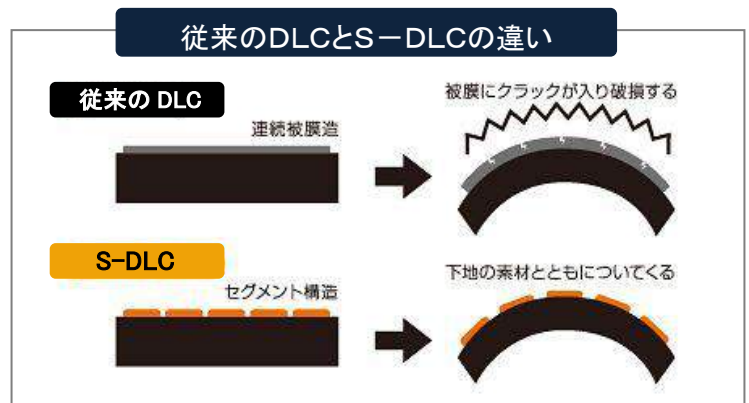 従来のDLCとS－DLCの違い
従来の DLC
連続被膜造
被膜にクラックが入り破損する
S-DLC
セグメント構造
下地の素材とともについてくる